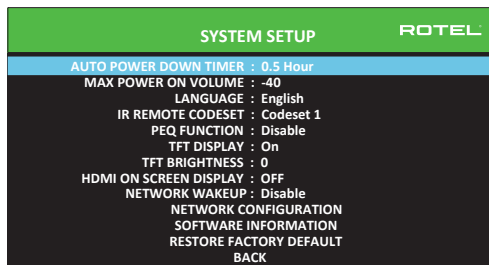 SYSTEM SETUP
ROTEL
AUTO POWER DOWN TIMER : 0.5 Hour
MAX POWER ON VOLUME : -40
LANGUAGE : English
IR REMOTE CODESET : Codeset 1
PEQ FUNCTION : Disable
TFT DISPLAY : On
TFT BRIGHTNESS : 0
HDMI ON SCREEN DISPLAY : OFF
NETWORK WAKEUP : Disable
NETWORK CONFIGURATION
SOFTWARE INFORMATION
RESTORE FACTORY DEFAULT
BACK